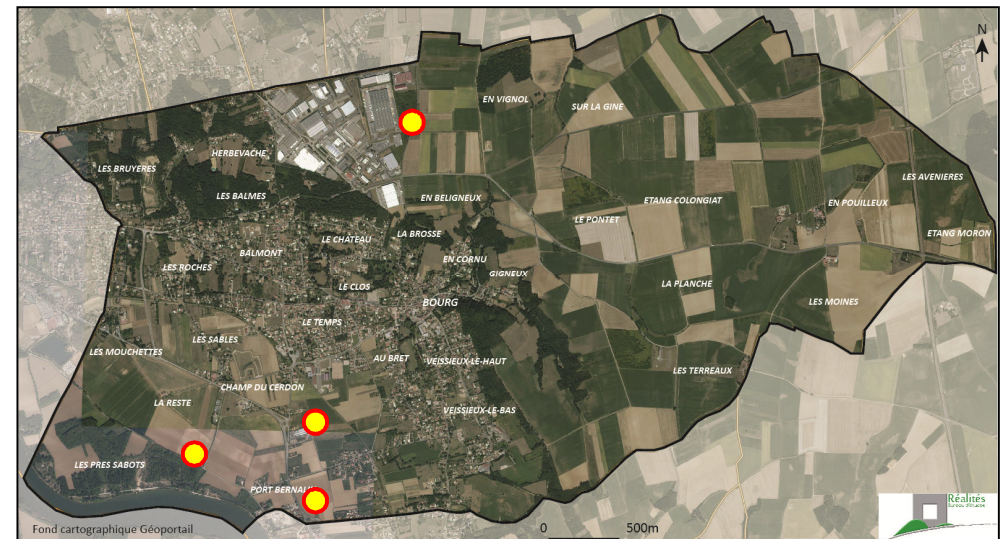 N
EN VIGNOL
SUR LA GINE
HERBEVACHE
LES BRUYERES
LES AVENIERES
LES BALMES
EN BELIGNEUX
ETANG COLONGIAT
EN POUILLEUX
LE PONTET
LA BROSSE
ETANG MORON
LE CHATEAU
BALMONT
EN CORNU
LES ROCHES
GIGNEUX
LE CLOS
LA PLANCHE
BOURG
LES MOINES
LE TEMPS
LES SABLES
LES MOUCHETTES
AU BRET
VEISSIEUX-LE-HAUT
LES TERREAUX
CHAMP DU CERDON
LA RESTE
VEISSIEUX-LE-BAS
LES PRES SABOTS
PORT
Réalités
Bureau d'études
Fond cartographique Géoportail
0 500m